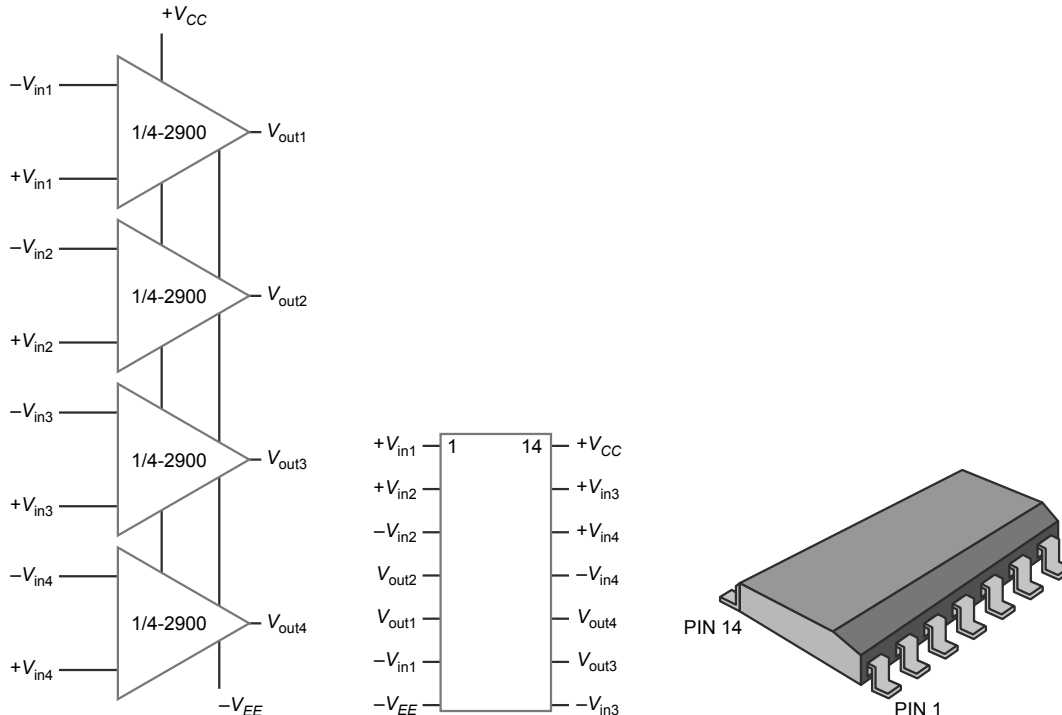 +VCC
−Vin1
1/4-2900
Vout1
+Vin1
−Vin2
1/4-2900
Vout2
+Vin2
−Vin3
1/4-2900
Vout3
+Vin3
−Vin4
1/4-2900
Vout4
+Vin4
−VEE
+Vin1 1 14 +VCC
+Vin2 +Vin3
−Vin2 +Vin4
Vout2 −Vin4
Vout1 Vout4
−Vin1 Vout3
−VEE −Vin3
PIN 14
PIN 1